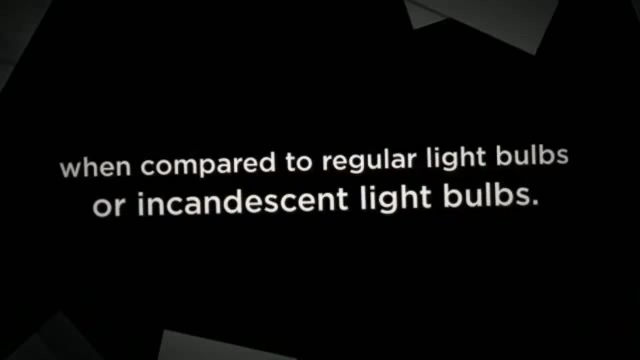 when compared to regular light bulbs
or incandescent light bulbs.